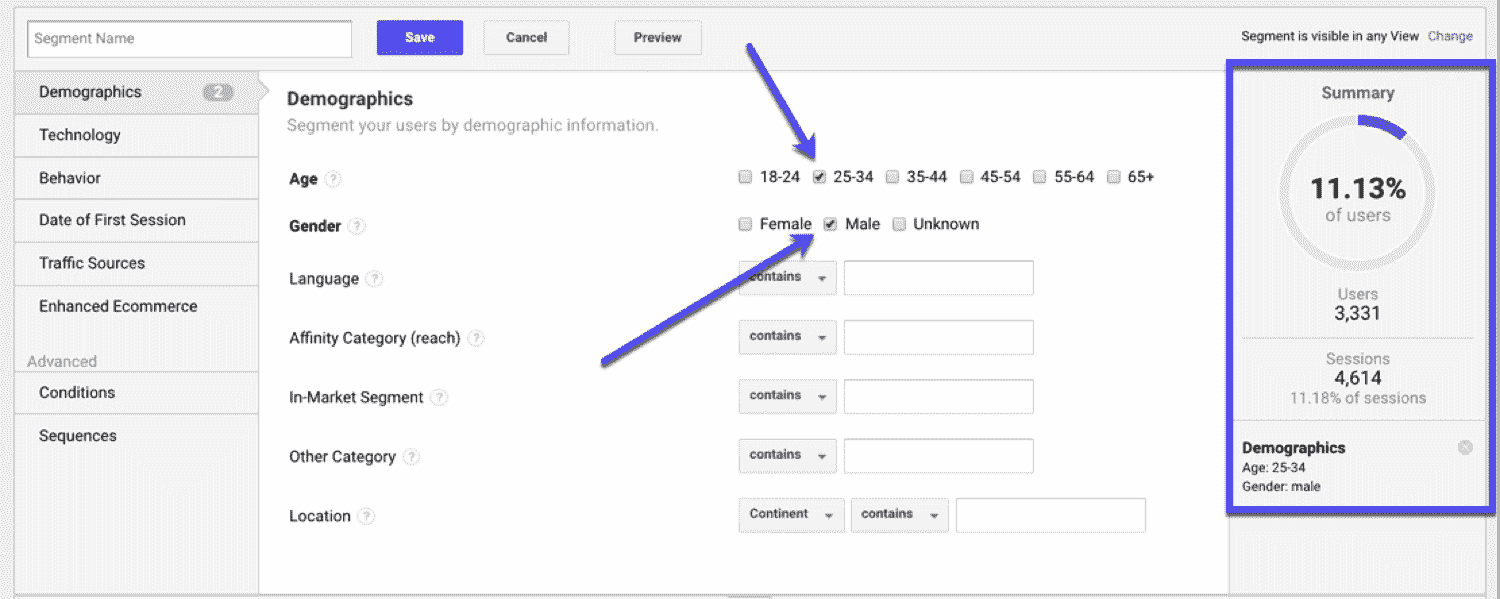 Segment Name
Save
Cancel
Preview
Segment is visible in any View Change
Demographics 2
Technology
Behavior
Date of First Session
Traffic Sources
Enhanced Ecommerce
Advanced
Conditions
Sequences
Demographics
Segment your users by demographic information.
Age ? 18-24 25-34 35-44 45-54 55-64 65+
Gender ? Female Male Unknown
Language ? contains
Affinity Category (reach) ? contains
In-Market Segment ? contains
Other Category ? contains
Location ? Continent contains
Summary
11.13%
of users
Users
3,331
Sessions
4,614
11.18% of sessions
Demographics
Age: 25-34
Gender: male